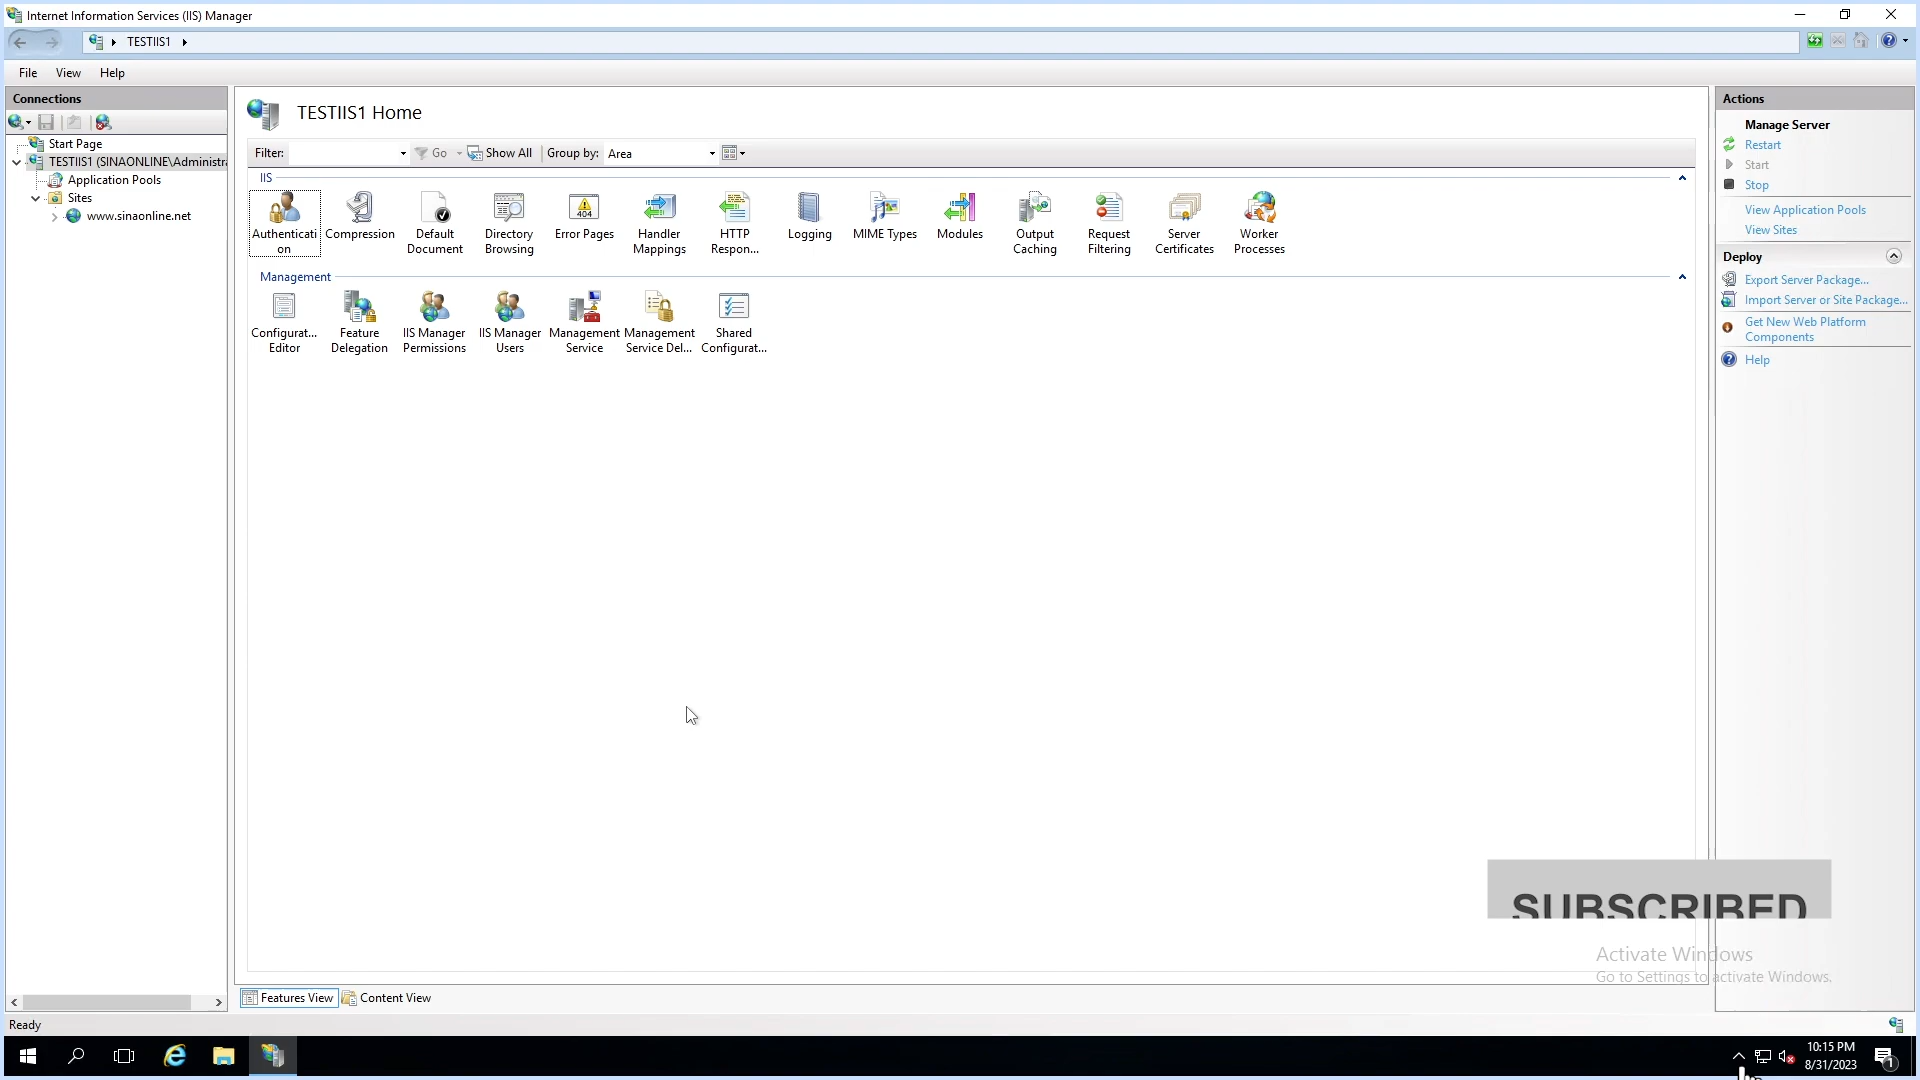 Internet Information Services (IIS) Manager
TESTIIS1
File View Help
Connections
Start Page
TESTIIS1 (SINAONLINE\Administra
Application Pools
Sites
www.sinaonline.net
TESTIIS1 Home
Filter: Go Show All Group by: Area
IIS
Authenticati
on
Compression
Default
Document
Directory
Browsing
Error Pages
Handler
Mappings
HTTP
Respon...
Logging
MIME Types
Modules
Output
Caching
Request
Filtering
Server
Certificates
Worker
Processes
Management
Configurat...
Editor
Feature
Delegation
IIS Manager
Permissions
IIS Manager
Users
Management
Service
Management
Service Del...
Shared
Configurat...
Features View Content View
Actions
Manage Server
Restart
Start
Stop
View Application Pools
View Sites
Deploy
Export Server Package...
Import Server or Site Package...
Get New Web Platform
Components
Help
SUBSCRIBED
Activate Windows
Go to Settings to activate Windows.
Ready
10:15 PM
8/31/2023
1